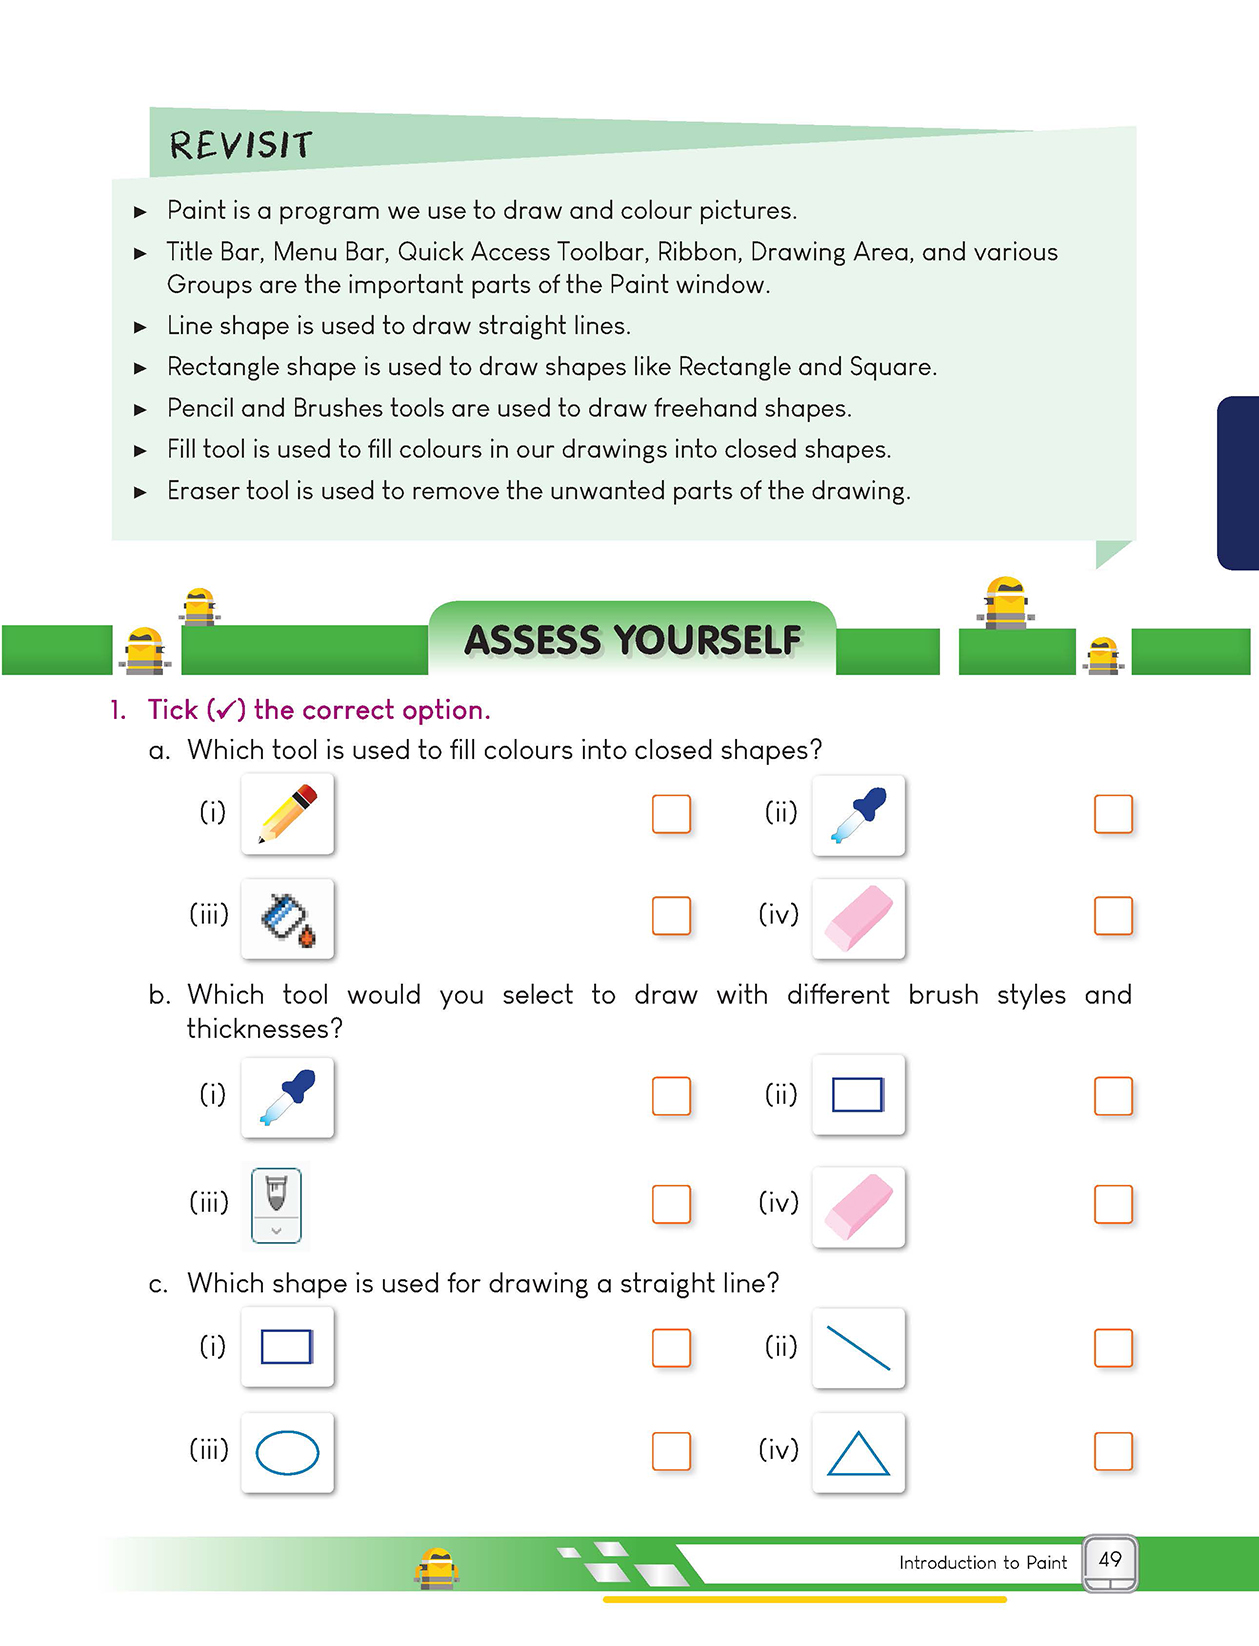 REVISIT
► Paint is a program we use to draw and colour pictures.
► Title Bar, Menu Bar, Quick Access Toolbar, Ribbon, Drawing Area, and various
Groups are the important parts of the Paint window.
► Line shape is used to draw straight lines.
► Rectangle shape is used to draw shapes like Rectangle and Square.
► Pencil and Brushes tools are used to draw freehand shapes.
► Fill tool is used to fill colours in our drawings into closed shapes.
► Eraser tool is used to remove the unwanted parts of the drawing.
ASSESS YOURSELF
1. Tick (✓) the correct option.
a. Which tool is used to fill colours into closed shapes?
(i) (ii)
(iii) (iv)
b. Which tool would you select to draw with different brush styles and
thicknesses?
(i) (ii)
(iii) (iv)
c. Which shape is used for drawing a straight line?
(i) (ii)
(iii) (iv)
Introduction to Paint 49